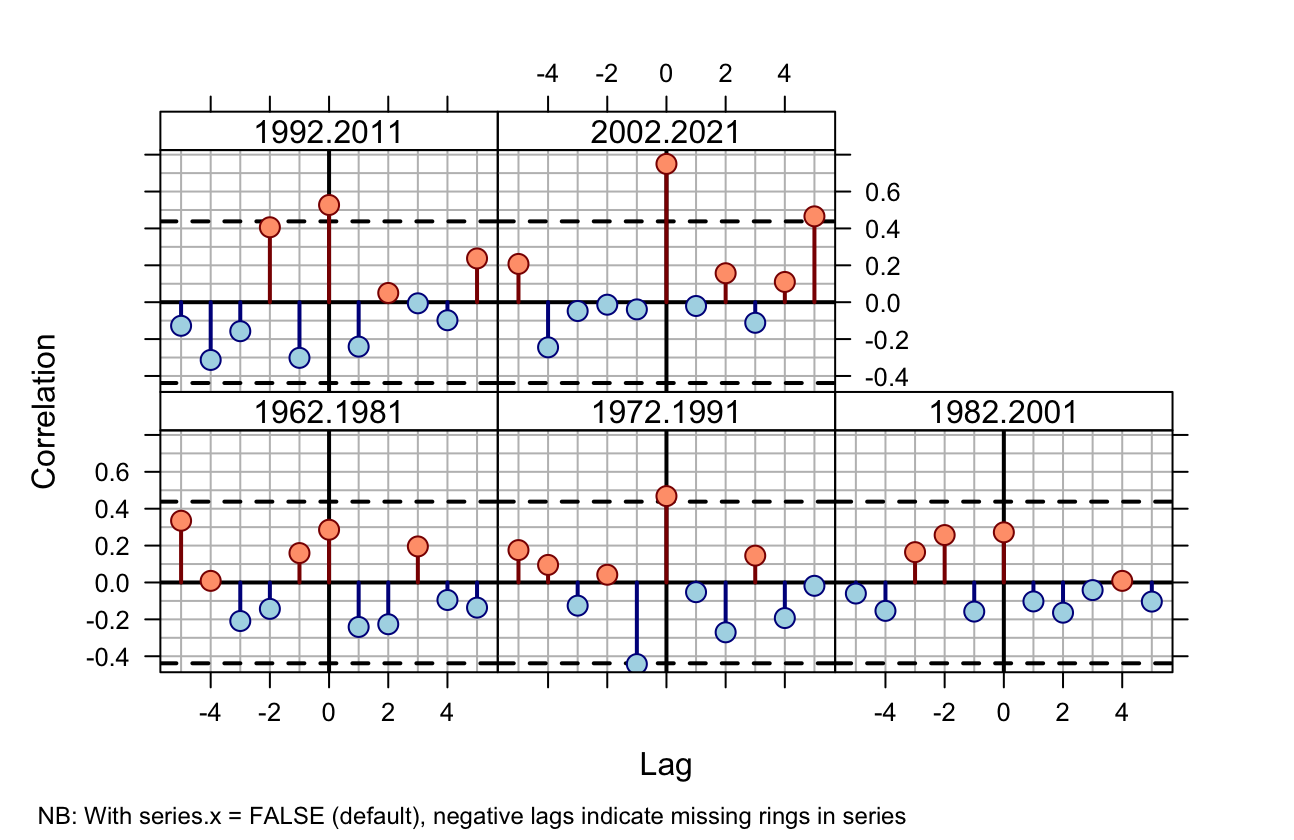 -4 -2 0 2 4
1992.2011 2002.2021
0.6
0.4
0.2
0.0
-0.2
-0.4
Correlation
1962.1981 1972.1991 1982.2001
0.6
0.4
0.2
0.0
-0.2
-0.4
-4 -2 0 2 4 -4 -2 0 2 4
Lag
NB: With series.x = FALSE (default), negative lags indicate missing rings in series